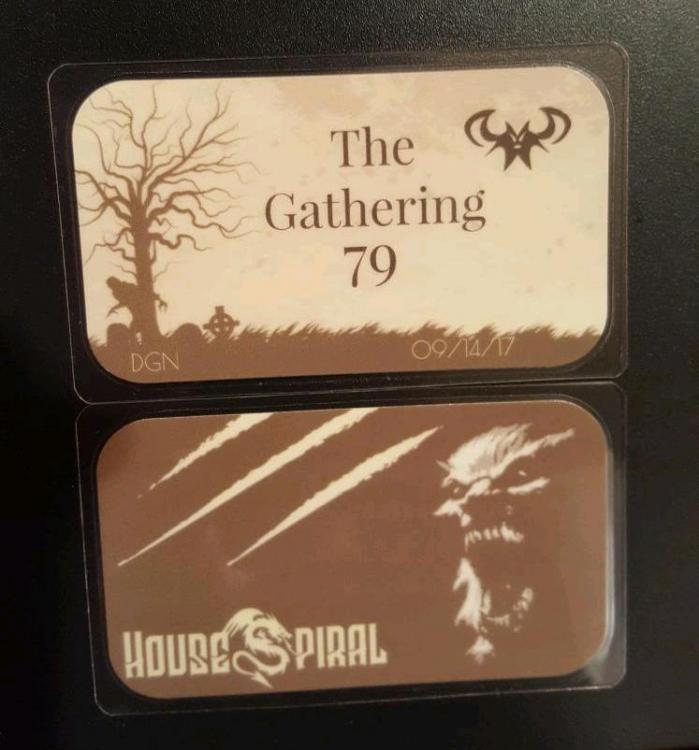 The
Gathering
79
DGN
09/14/17
HOUSE SPIRAL